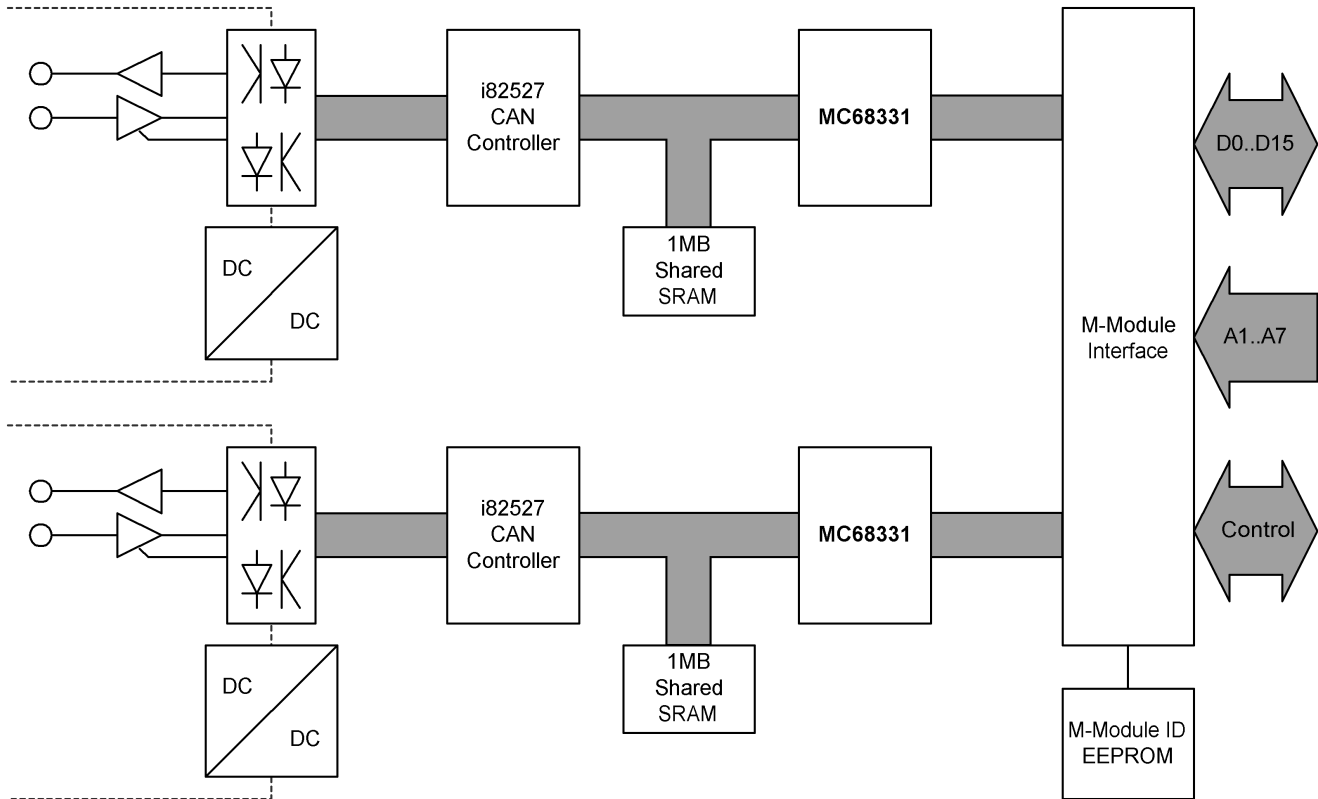 i82527
CAN
Controller
MC68331
D0..D15
DC
DC
1MB
Shared
SRAM
M-Module
Interface
A1..A7
i82527
CAN
Controller
MC68331
Control
DC
DC
1MB
Shared
SRAM
M-Module ID
EEPROM